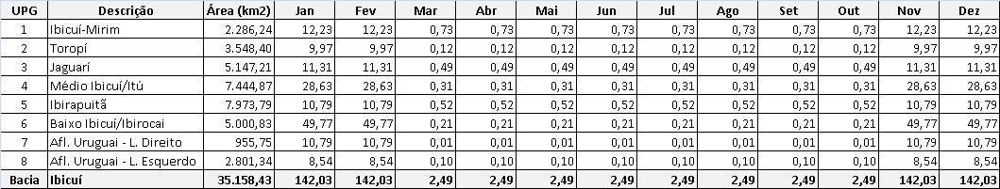 UPG Descrição Área (km2) Jan Fev Mar Abr Mai Jun Jul Ago Set Out Nov Dez
1 Ibicuí-Mirim 2.286,24 12,23 12,23 0,73 0,73 0,73 0,73 0,73 0,73 0,73 0,73 12,23 12,23
2 Toropí 3.548,40 9,97 9,97 0,12 0,12 0,12 0,12 0,12 0,12 0,12 0,12 9,97 9,97
3 Jaguarí 5.147,21 11,31 11,31 0,49 0,49 0,49 0,49 0,49 0,49 0,49 0,49 11,31 11,31
4 Médio Ibicuí/Itú 7.444,87 28,63 28,63 0,31 0,31 0,31 0,31 0,31 0,31 0,31 0,31 28,63 28,63
5 Ibirapuitã 7.973,79 10,79 10,79 0,52 0,52 0,52 0,52 0,52 0,52 0,52 0,52 10,79 10,79
6 Baixo Ibicuí/Ibirocai 5.000,83 49,77 49,77 0,21 0,21 0,21 0,21 0,21 0,21 0,21 0,21 49,77 49,77
7 Afl. Uruguai - L. Direito 955,75 10,79 10,79 0,01 0,01 0,01 0,01 0,01 0,01 0,01 0,01 10,79 10,79
8 Afl. Uruguai - L. Esquerdo 2.801,34 8,54 8,54 0,10 0,10 0,10 0,10 0,10 0,10 0,10 0,10 8,54 8,54
Bacia Ibicuí 35.158,43 142,03 142,03 2,49 2,49 2,49 2,49 2,49 2,49 2,49 2,49 142,03 142,03